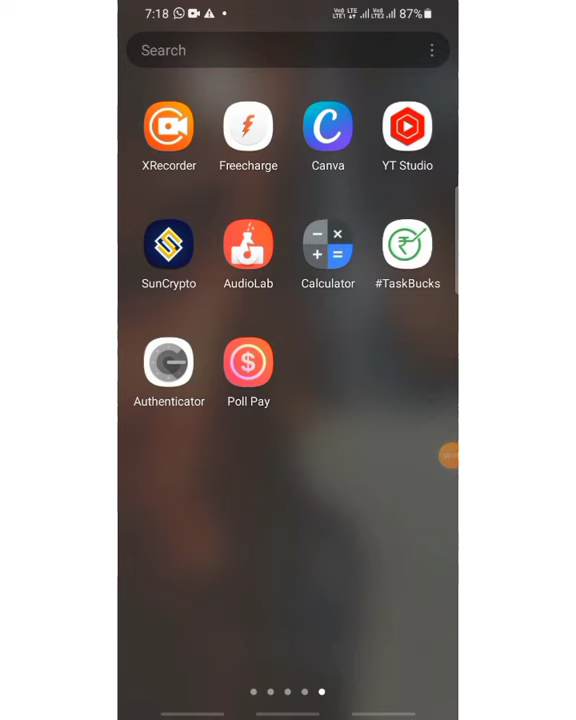 7:18
87%
Search
XRecorder Freecharge Canva YT Studio
SunCrypto AudioLab Calculator #TaskBucks
Authenticator Poll Pay